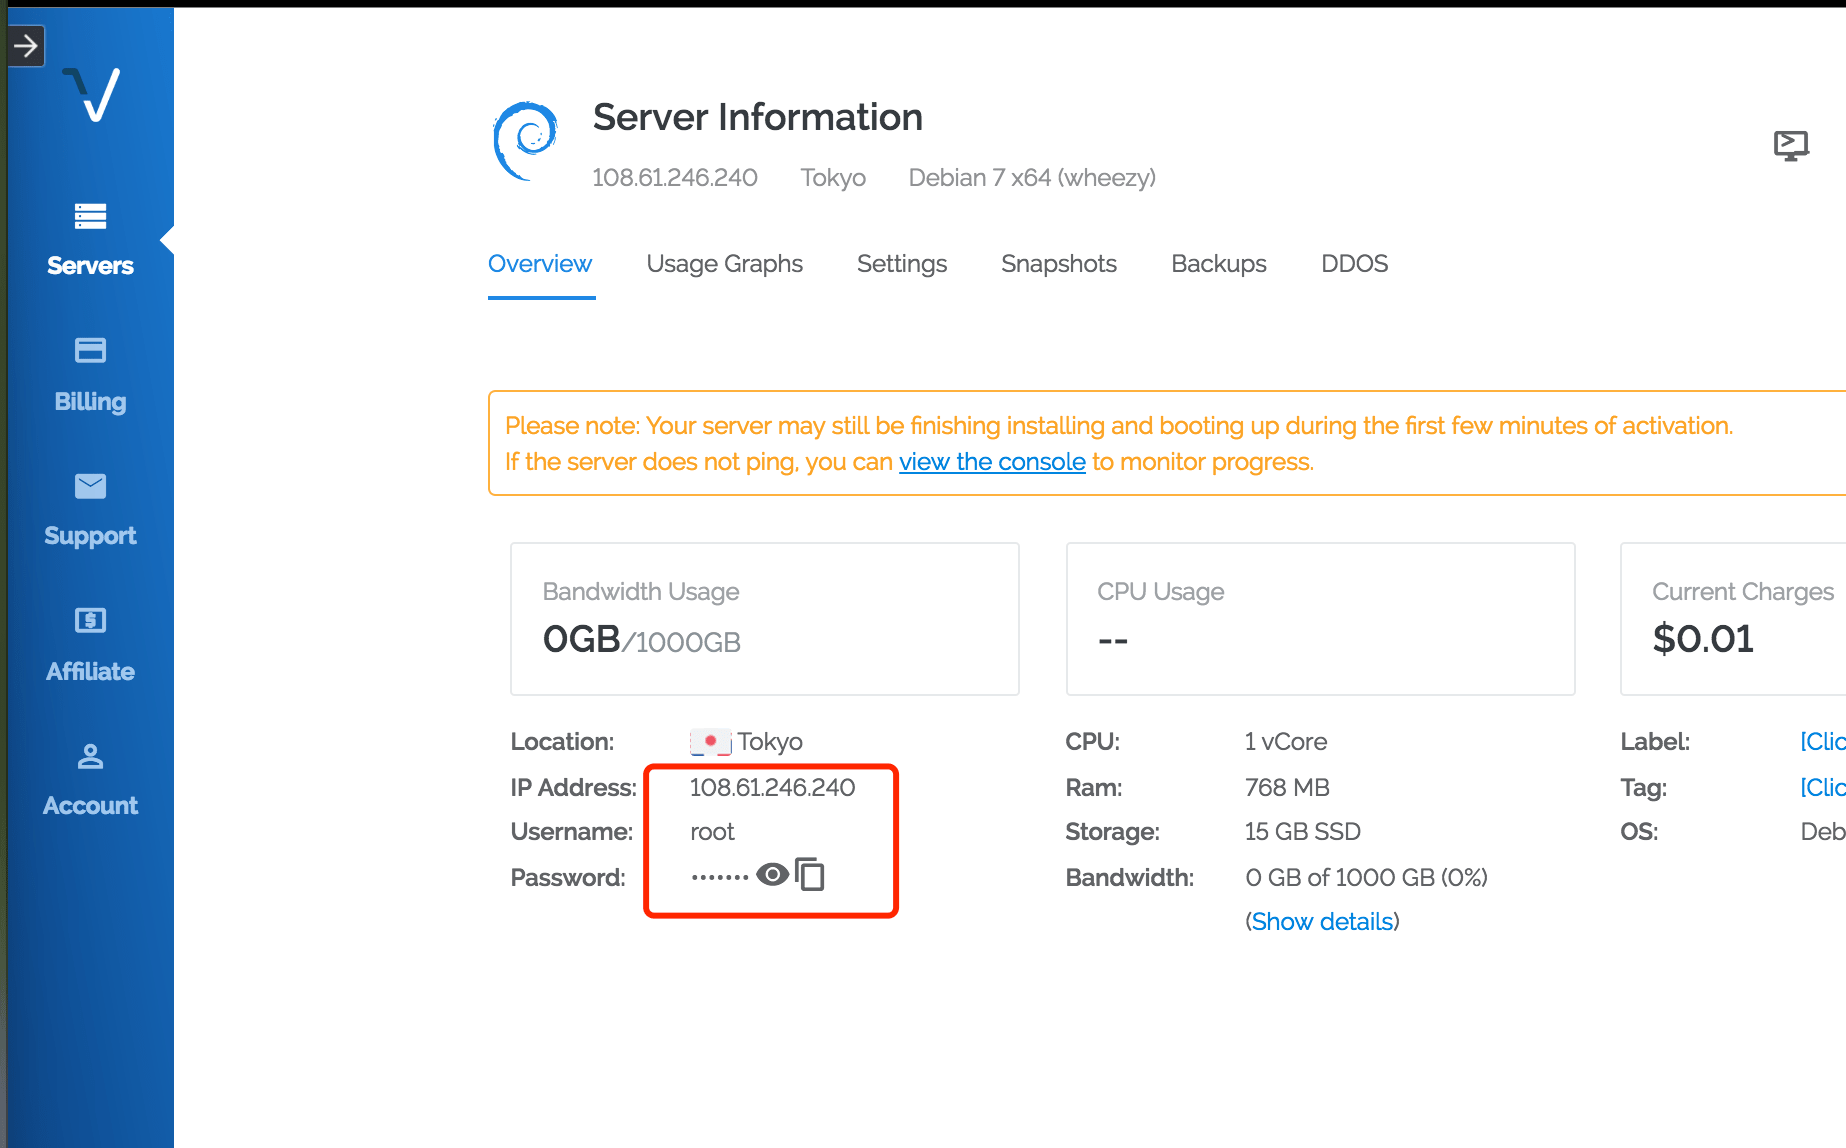 Servers
Billing
Support
Affiliate
Account
Server Information
108.61.246.240 Tokyo Debian 7 x64 (wheezy)
Overview Usage Graphs Settings Snapshots Backups DDOS
Please note: Your server may still be finishing installing and booting up during the first few minutes of activation.
If the server does not ping, you can view the console to monitor progress.
Bandwidth Usage
0GB/1000GB
CPU Usage
--
Current Charges
$0.01
Location: Tokyo
IP Address: 108.61.246.240
Username: root
Password: •••••••
CPU: 1 vCore
Ram: 768 MB
Storage: 15 GB SSD
Bandwidth: 0 GB of 1000 GB (0%)
(Show details)
Label: [Clic
Tag: [Clic
OS: Deb